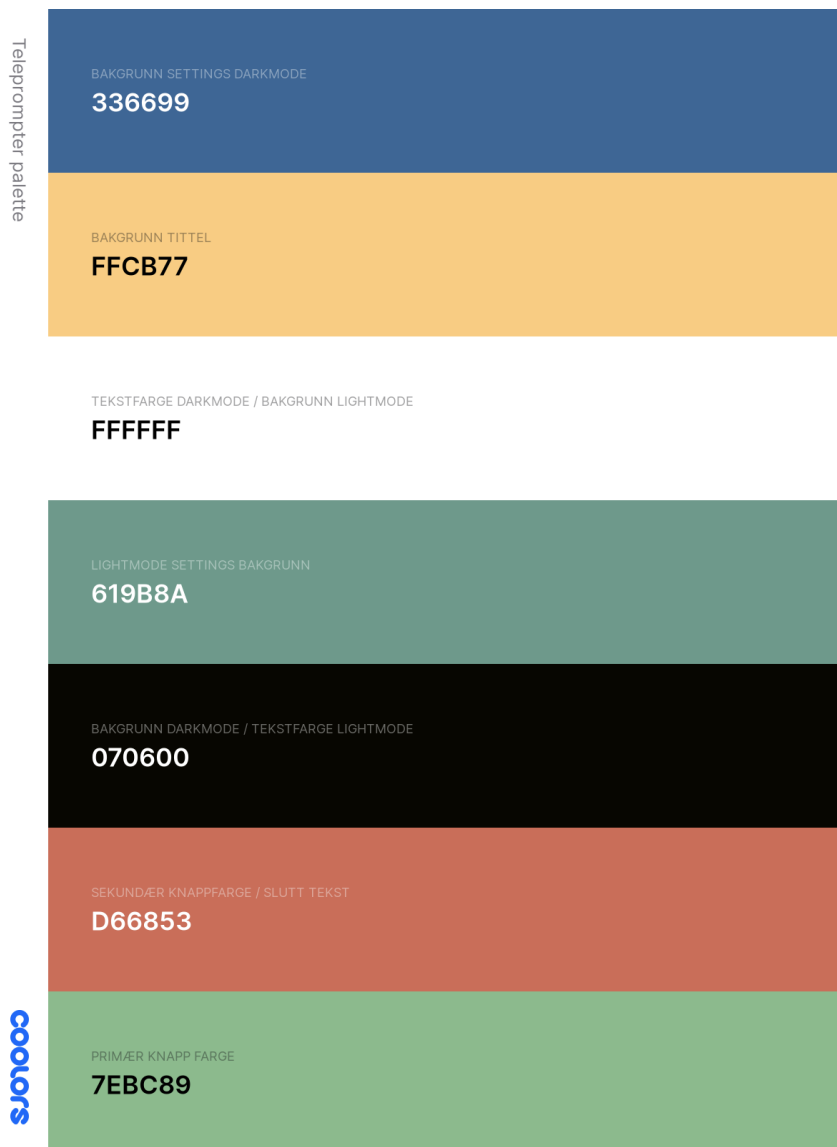 Teleprompter palette
BAKGRUNN SETTINGS DARKMODE
336699
BAKGRUNN TITTEL
FFCB77
TEKSTFARGE DARKMODE / BAKGRUNN LIGHTMODE
FFFFFF
LIGHTMODE SETTINGS BAKGRUNN
619B8A
BAKGRUNN DARKMODE / TEKSTFARGE LIGHTMODE
070600
SEKUNDÆR KNAPPFARGE / SLUTT TEKST
D66853
PRIMÆR KNAPP FARGE
7EBC89
coolors